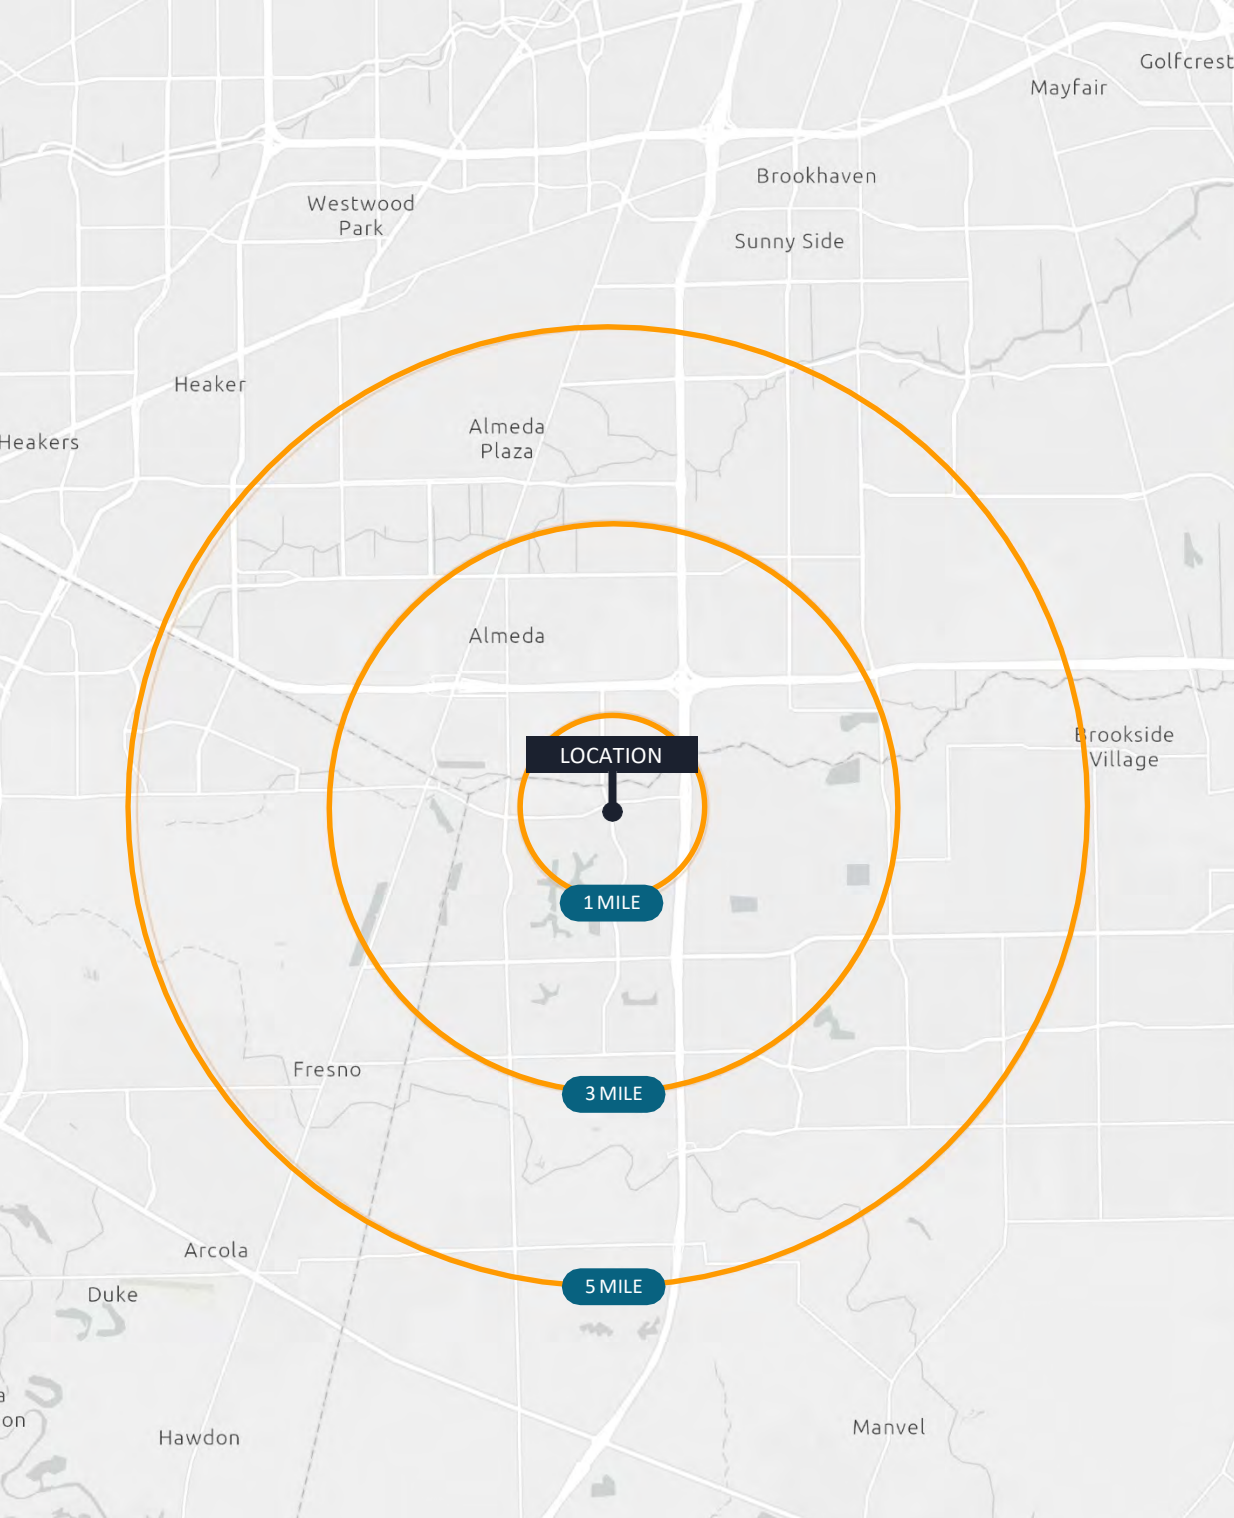 Golfcrest
Mayfair
Brookhaven
Westwood
Park
Sunny Side
Heaker
Almeda
Plaza
Heakers
Almeda
Brookside
Village
LOCATION
1 MILE
Fresno
3 MILE
Arcola
5 MILE
Duke
a
on
Manvel
Hawdon